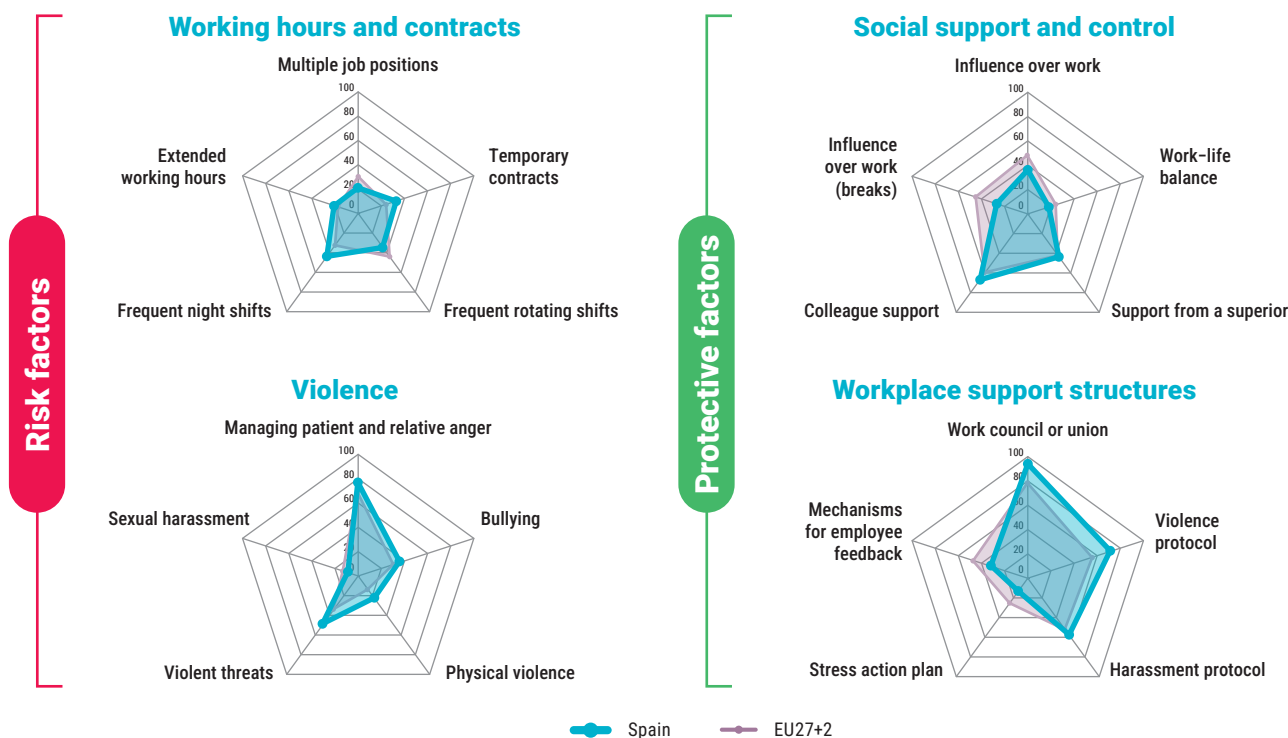 Risk factors
Working hours and contracts
Multiple job positions
100
80
60
40
20
0
Temporary
contracts
Frequent rotating shifts
Frequent night shifts
Extended
working hours
Violence
Managing patient and relative anger
100
80
60
40
20
0
Bullying
Physical violence
Violent threats
Sexual harassment
Protective factors
Social support and control
Influence over work
100
80
60
40
20
0
Work–life
balance
Support from a superior
Colleague support
Influence
over work
(breaks)
Workplace support structures
Work council or union
100
80
60
40
20
0
Violence
protocol
Harassment protocol
Stress action plan
Mechanisms
for employee
feedback
Spain
EU27+2